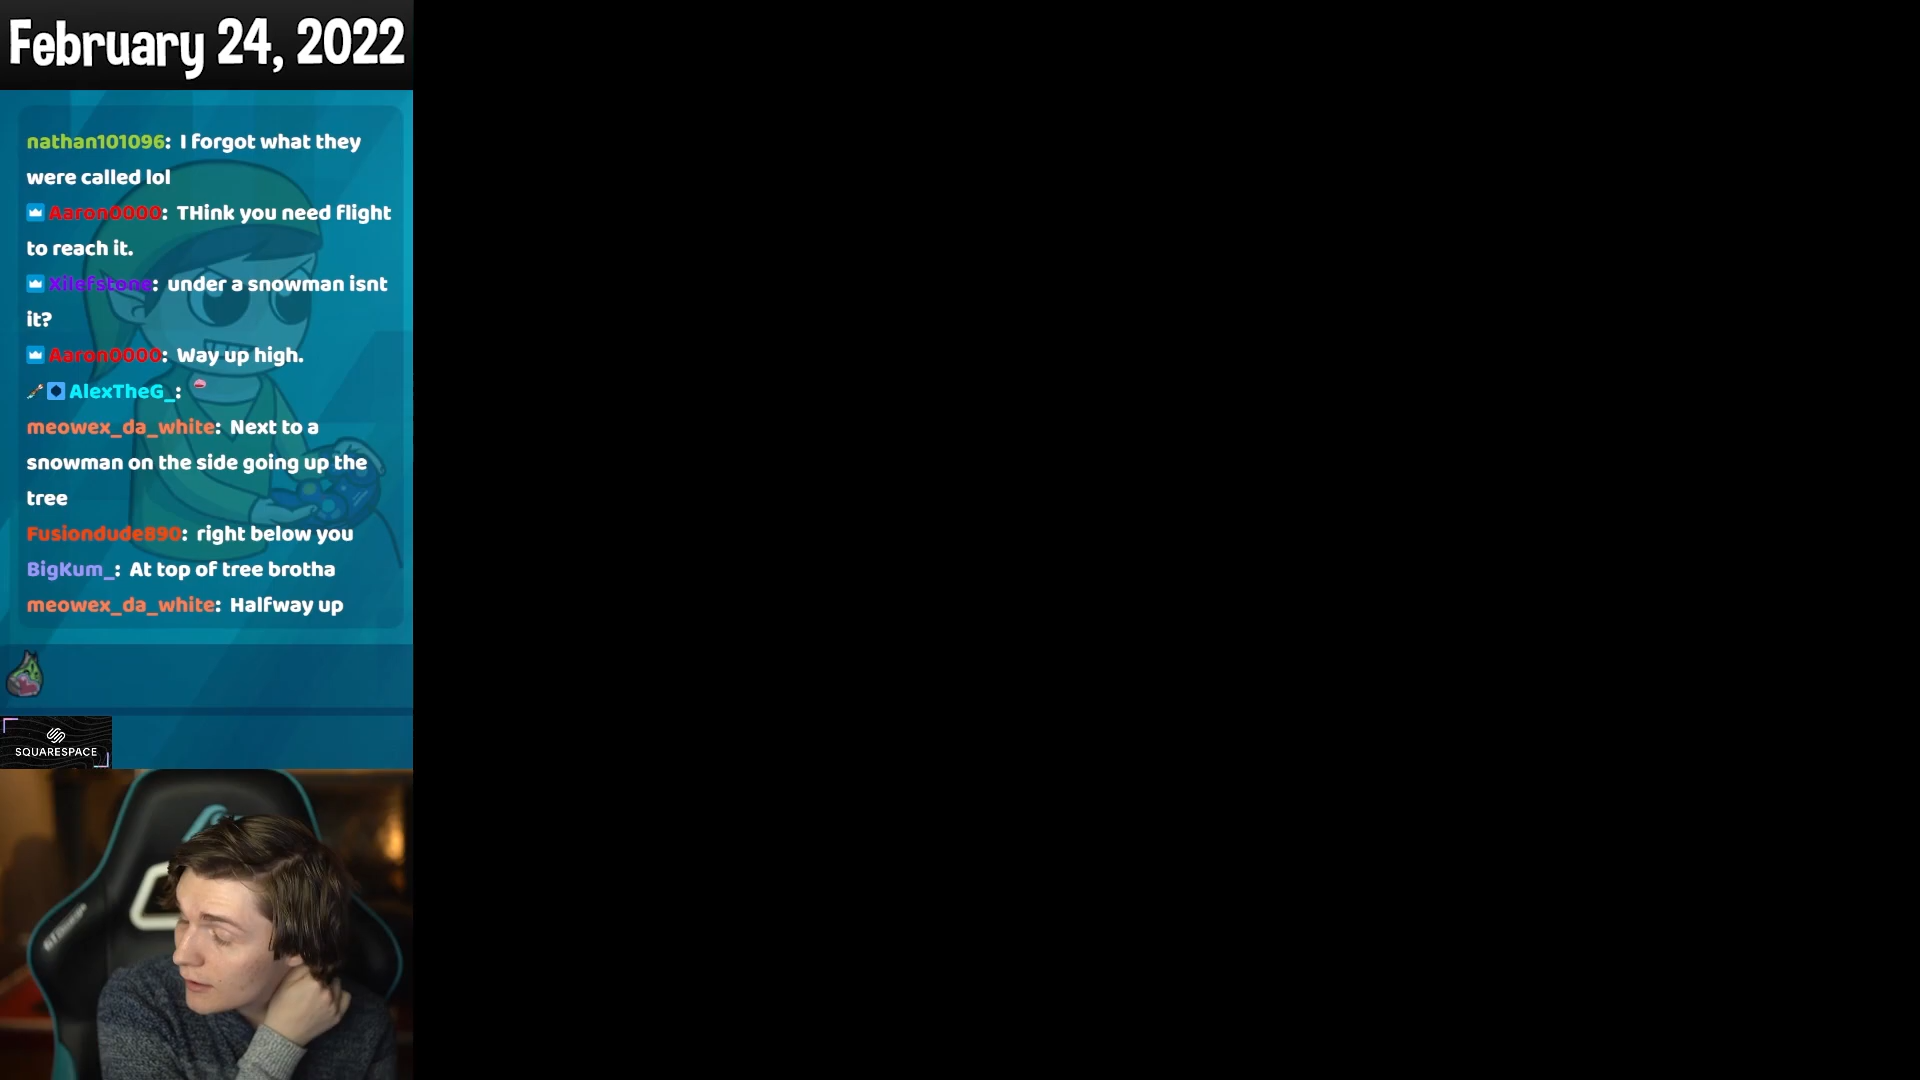 February 24, 2022
nathan101096: I forgot what they
were called lol
Aaron0000: THink you need flight
to reach it.
Xilefstone: under a snowman isnt
it?
Aaron0000: Way up high.
AlexTheG_:
meowex_da_white: Next to a
snowman on the side going up the
tree
Fusiondude890: right below you
BigKum_: At top of tree brotha
meowex_da_white: Halfway up
SQUARESPACE